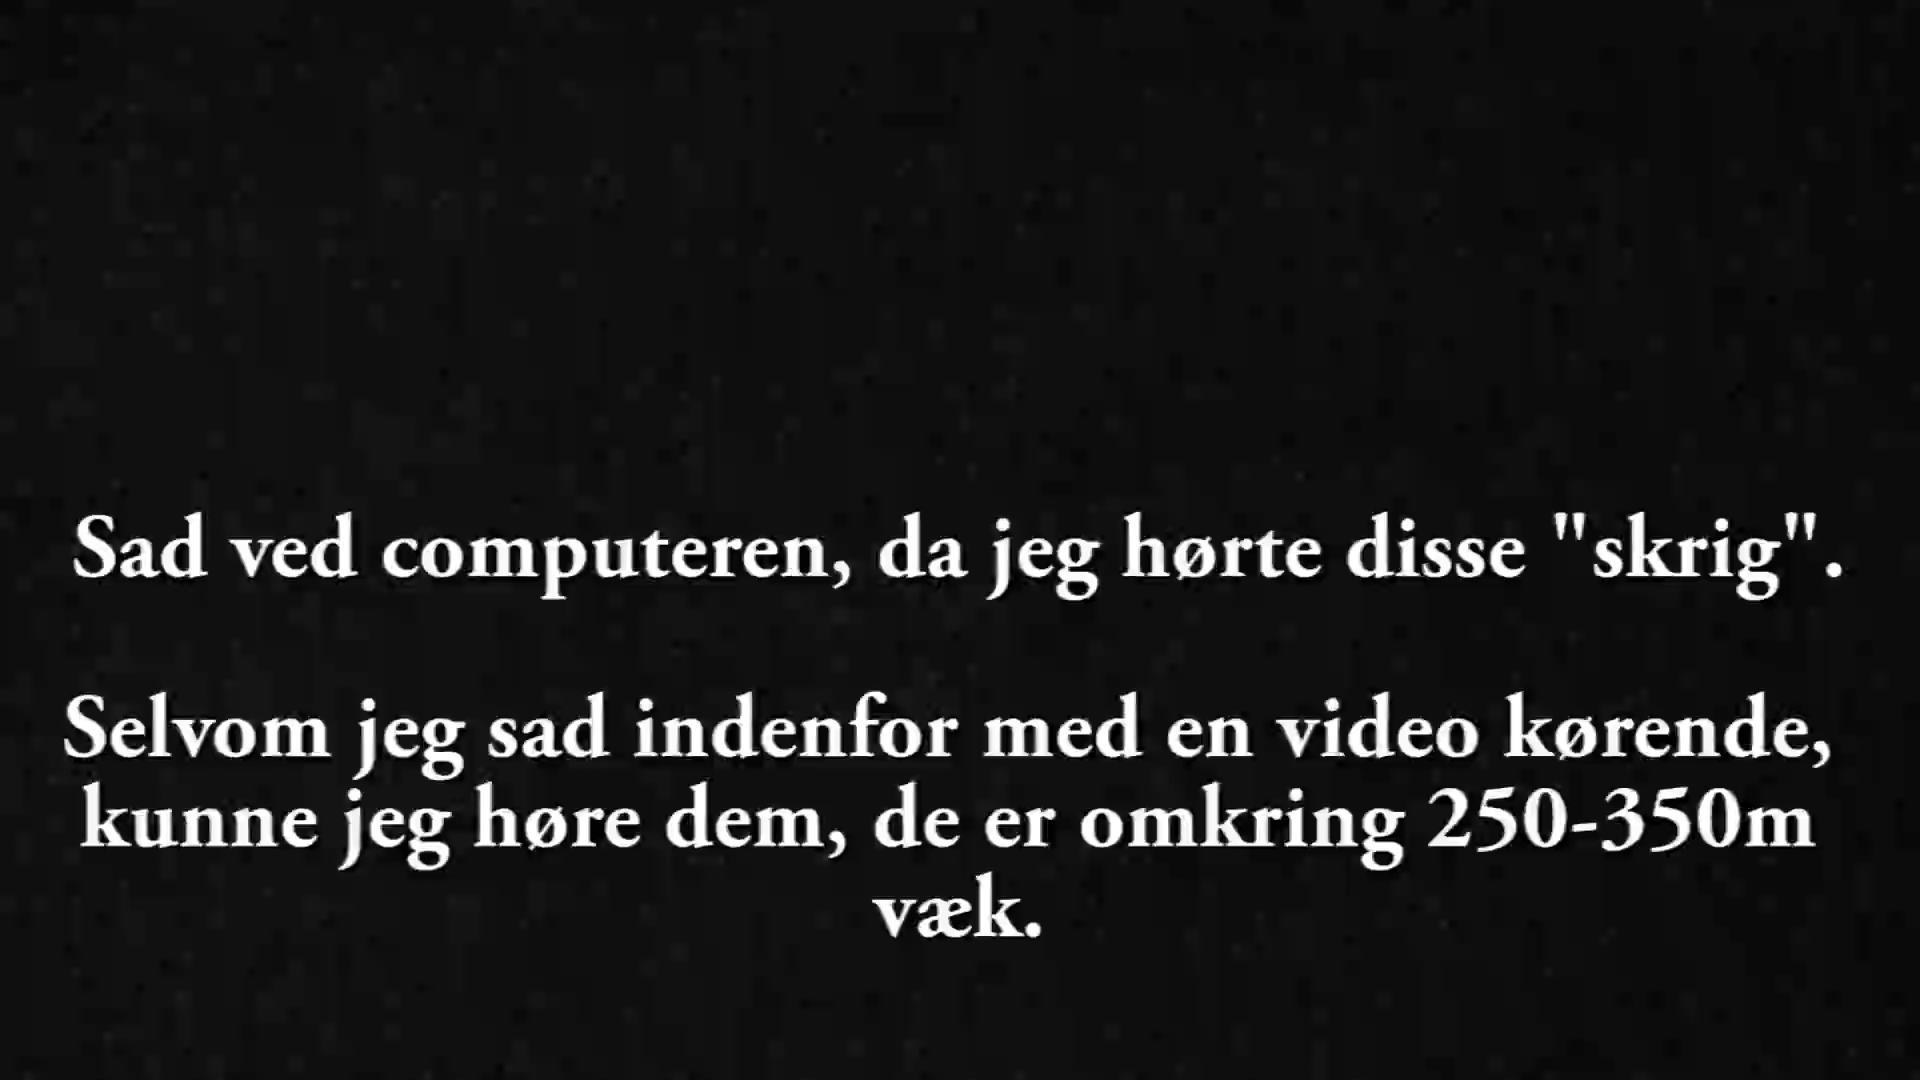 Sad ved computeren, da jeg hørte disse "skrig".
Selvom jeg sad indenfor med en video kørende,
kunne jeg høre dem, de er omkring 250-350m
væk.